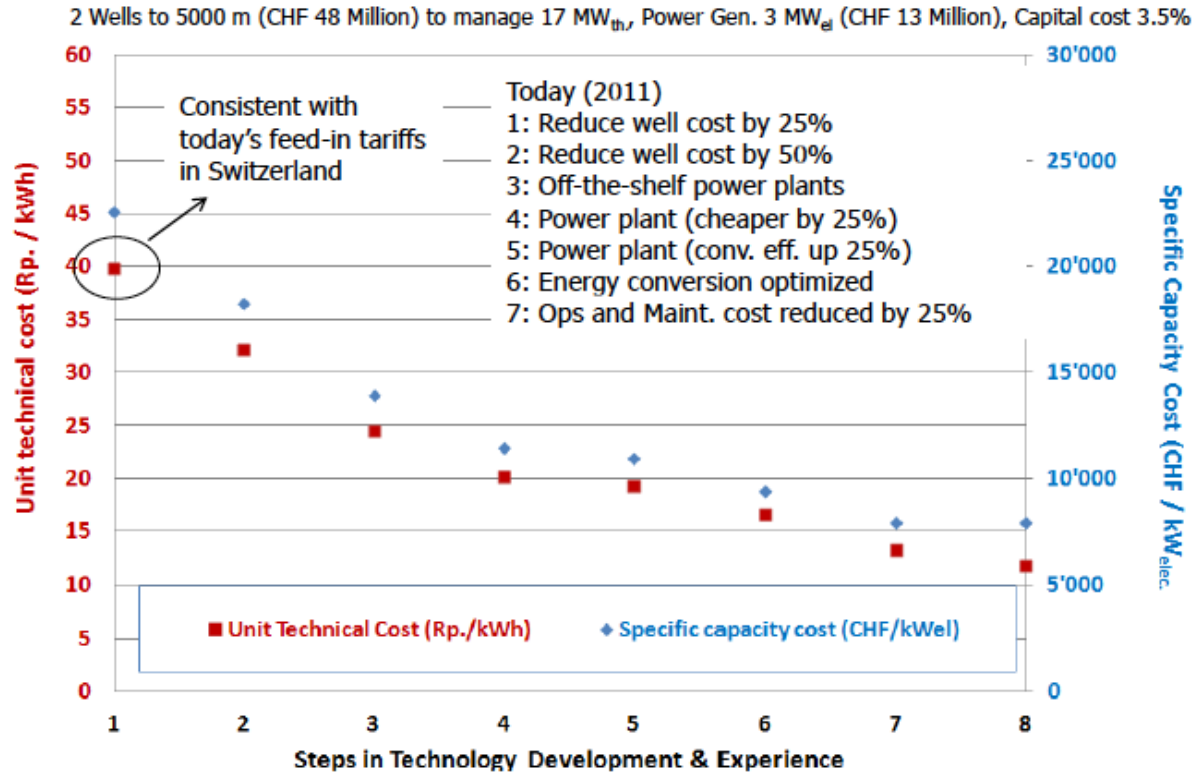 2 Wells to 5000 m (CHF 48 Million) to manage 17 MWth, Power Gen. 3 MWel (CHF 13 Million), Capital cost 3.5%
60
55
50
45
40
35
30
25
20
15
10
5
0
Unit technical cost (Rp. / kWh)
Consistent with
today's feed-in tariffs
in Switzerland
Today (2011)
1: Reduce well cost by 25%
2: Reduce well cost by 50%
3: Off-the-shelf power plants
4: Power plant (cheaper by 25%)
5: Power plant (conv. eff. up 25%)
6: Energy conversion optimized
7: Ops and Maint. cost reduced by 25%
30'000
25'000
20'000
15'000
10'000
5'000
0
Specific Capacity Cost (CHF / kWelec.
Unit Technical Cost (Rp./kWh)
Specific capacity cost (CHF/kWel)
1 2 3 4 5 6 7 8
Steps in Technology Development & Experience